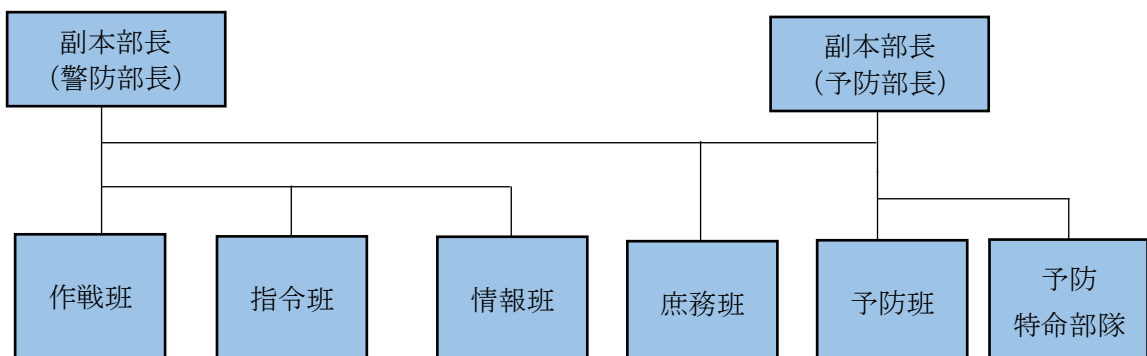 副本部長
（警防部長）
副本部長
（予防部長）
作戦班
指令班
情報班
庶務班
予防班
予防
特命部隊